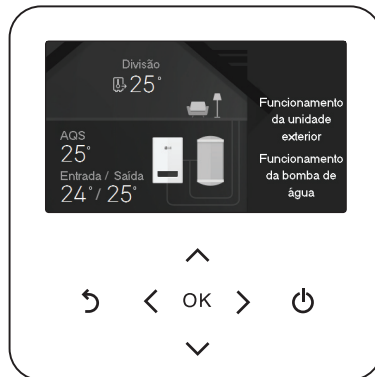 Divisão
25°
AQS
25°
Entrada / Saída
24°/ 25°
Funcionamento
da unidade
exterior
Funcionamento
da bomba de
água
OK